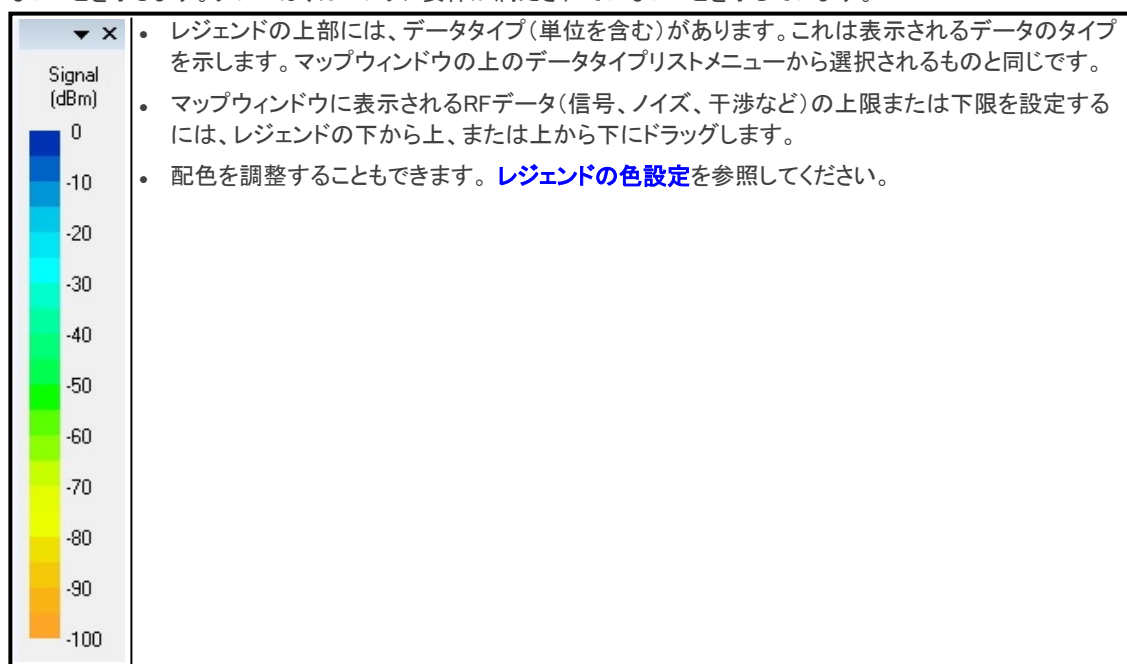 Signal
(dBm)
0
-10
-20
-30
-40
-50
-60
-70
-80
-90
-100
• レジェンドの上部には、データタイプ(単位を含む)があります。これは表示されるデータのタイプ
を示します。マップウィンドウの上のデータタイプリストメニューから選択されるものと同じです。
• マップウィンドウに表示されるRFデータ(信号、ノイズ、干渉など)の上限または下限を設定する
には、レジェンドの下から上、または上から下にドラッグします。
• 配色を調整することもできます。レジェンドの色設定を参照してください。